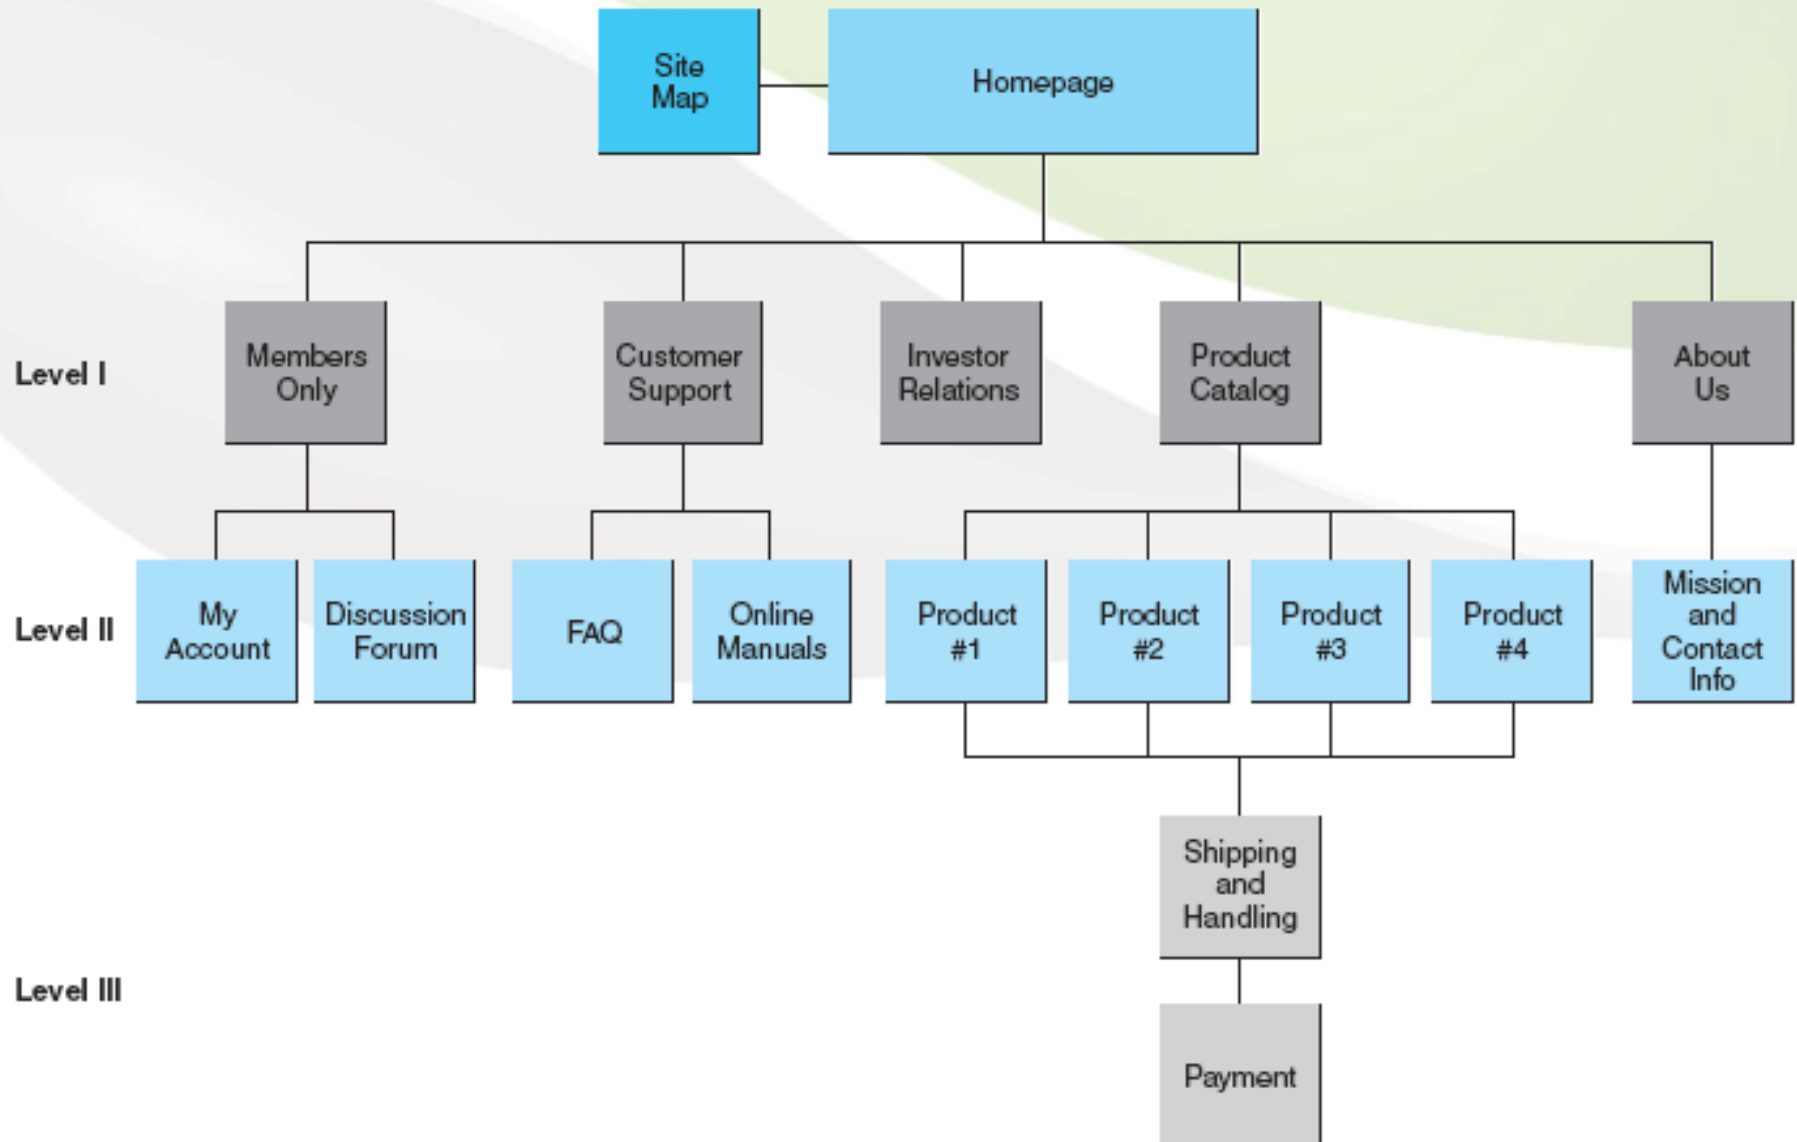 Site
Map
Homepage
Level I
Members
Only
Customer
Support
Investor
Relations
Product
Catalog
About
Us
Level II
My
Account
Discussion
Forum
FAQ
Online
Manuals
Product
#1
Product
#2
Product
#3
Product
#4
Mission
and
Contact
Info
Shipping
and
Handling
Level III
Payment